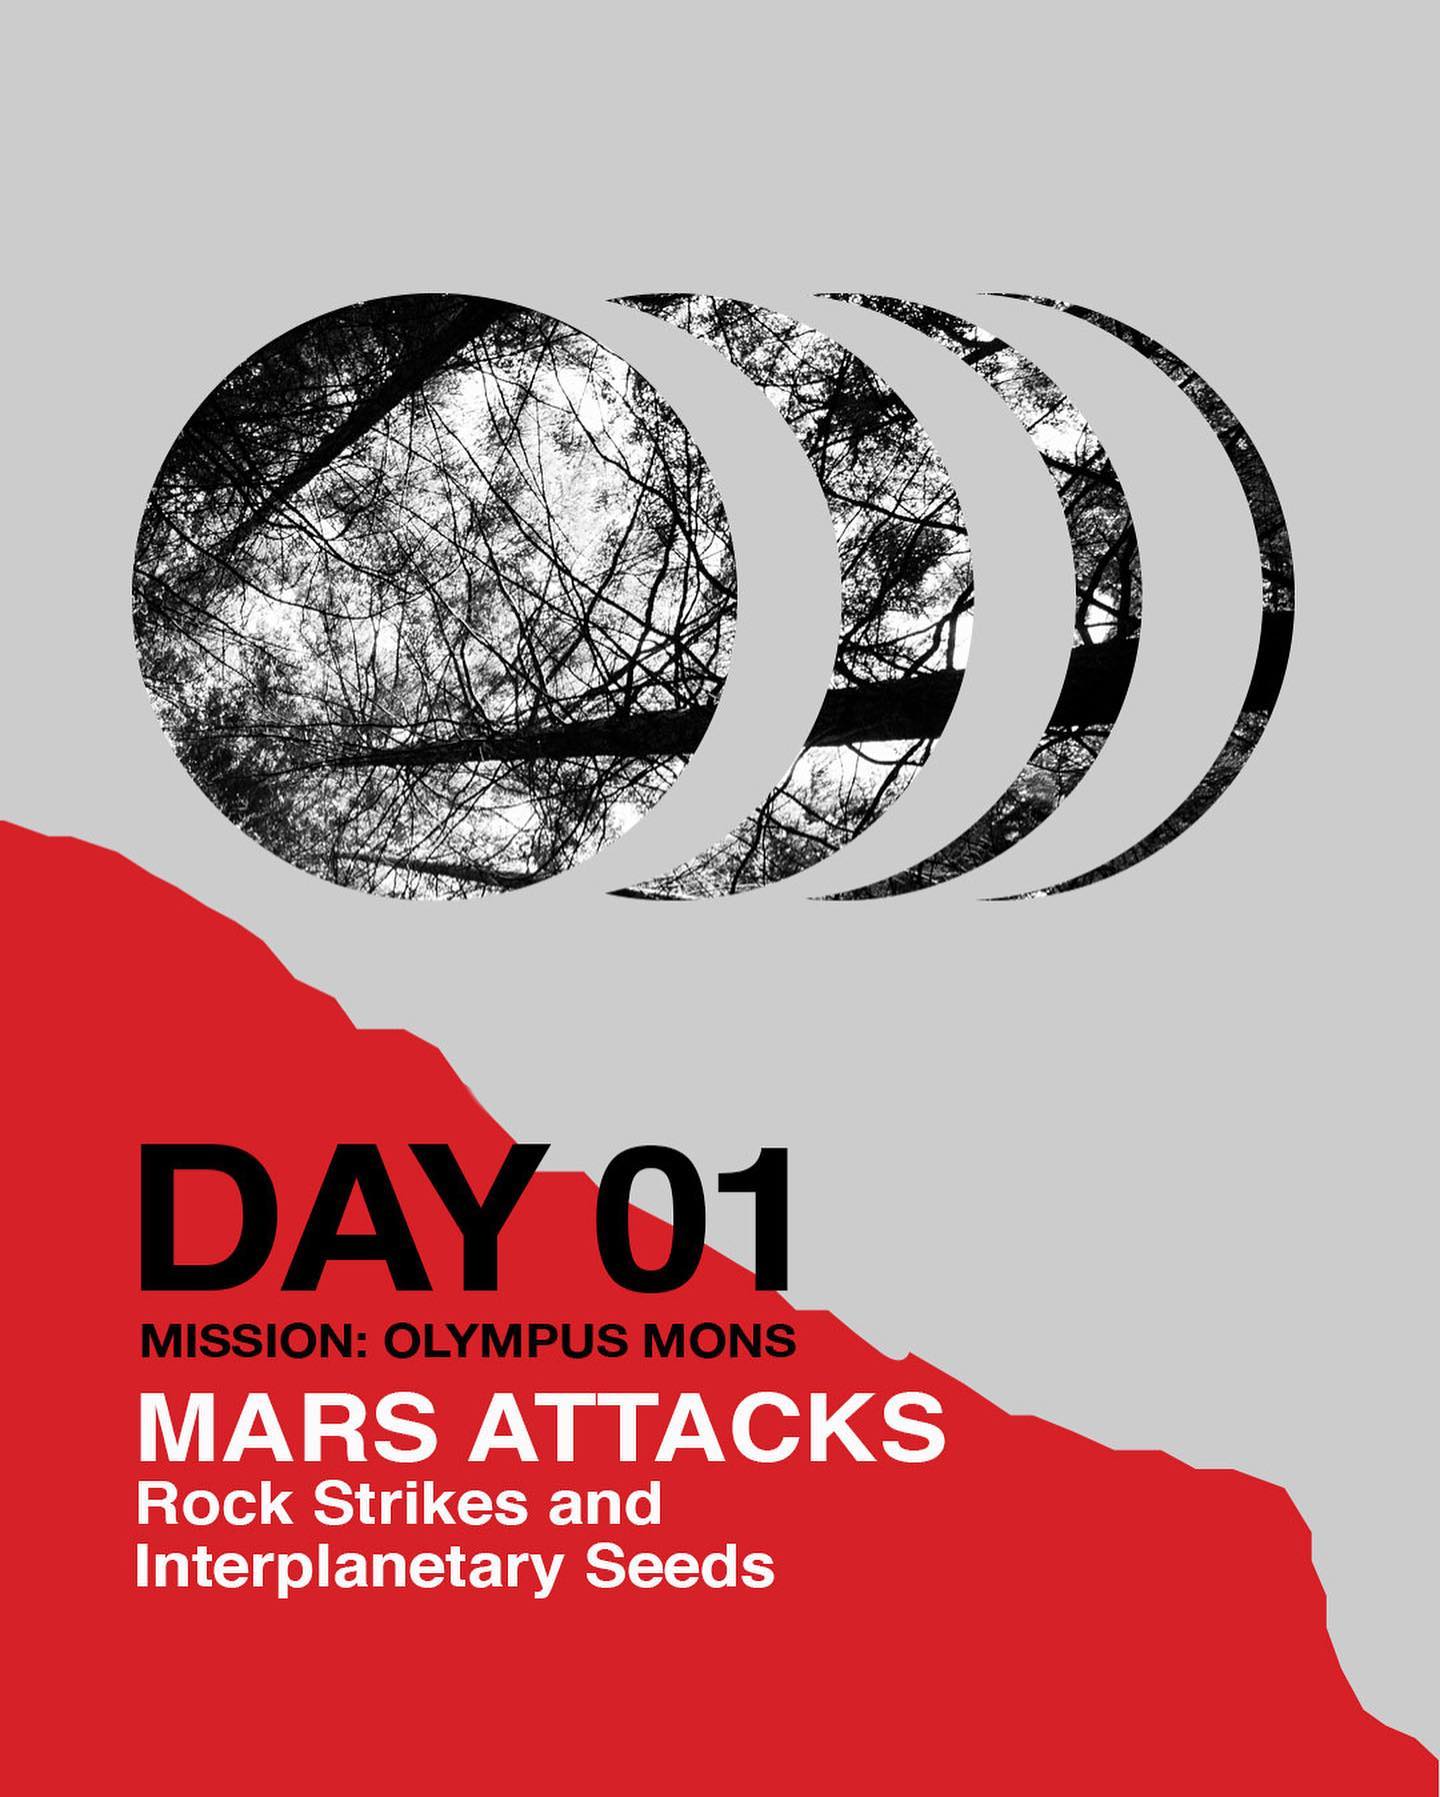 DAY 01
MISSION: OLYMPUS MONS
MARS ATTACKS
Rock Strikes and
Interplanetary Seeds